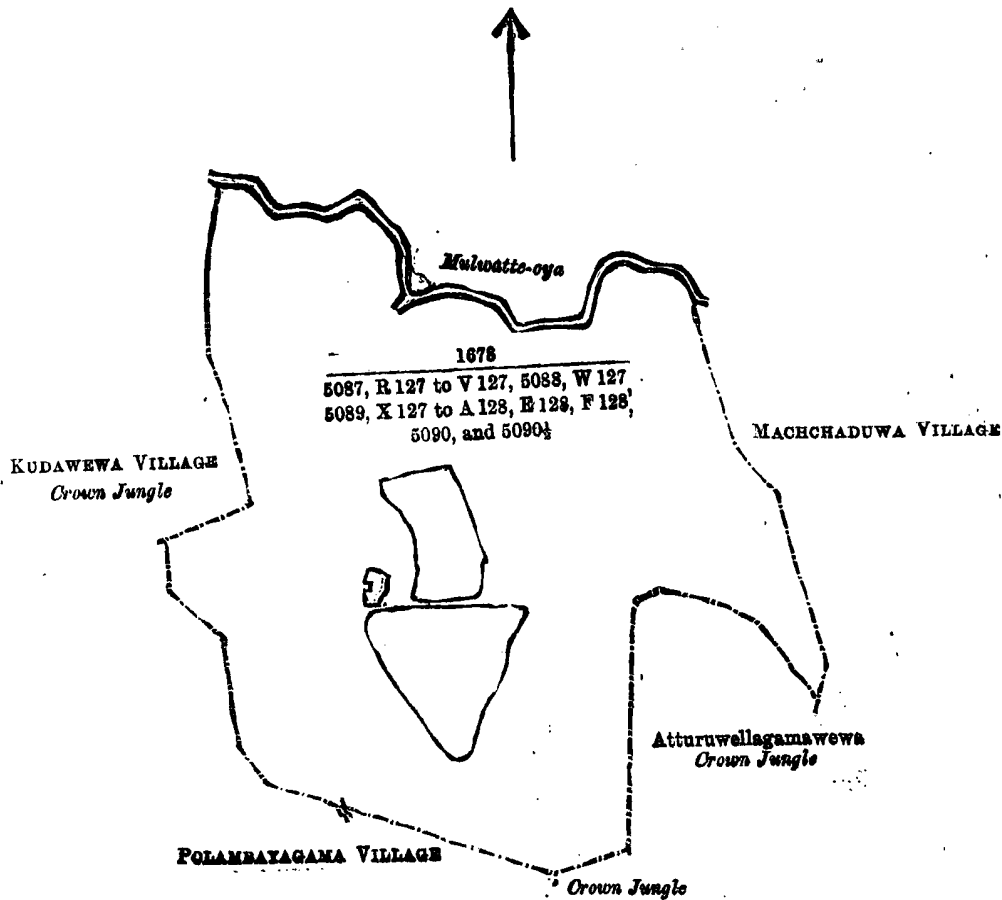 Mulwatte-oya
1678
5087, R 127 to V 127, 5088, W 127,
5089, X 127 to A 128, E 128, F 128,
5090, and 5090½
MACHCHADUWA VILLAGE
KUDAWEWA VILLAGE
Crown Jungle
Atturuwellagamawewa
Crown Jungle
POLAMBAYAGAMA VILLAGE
Crown Jungle